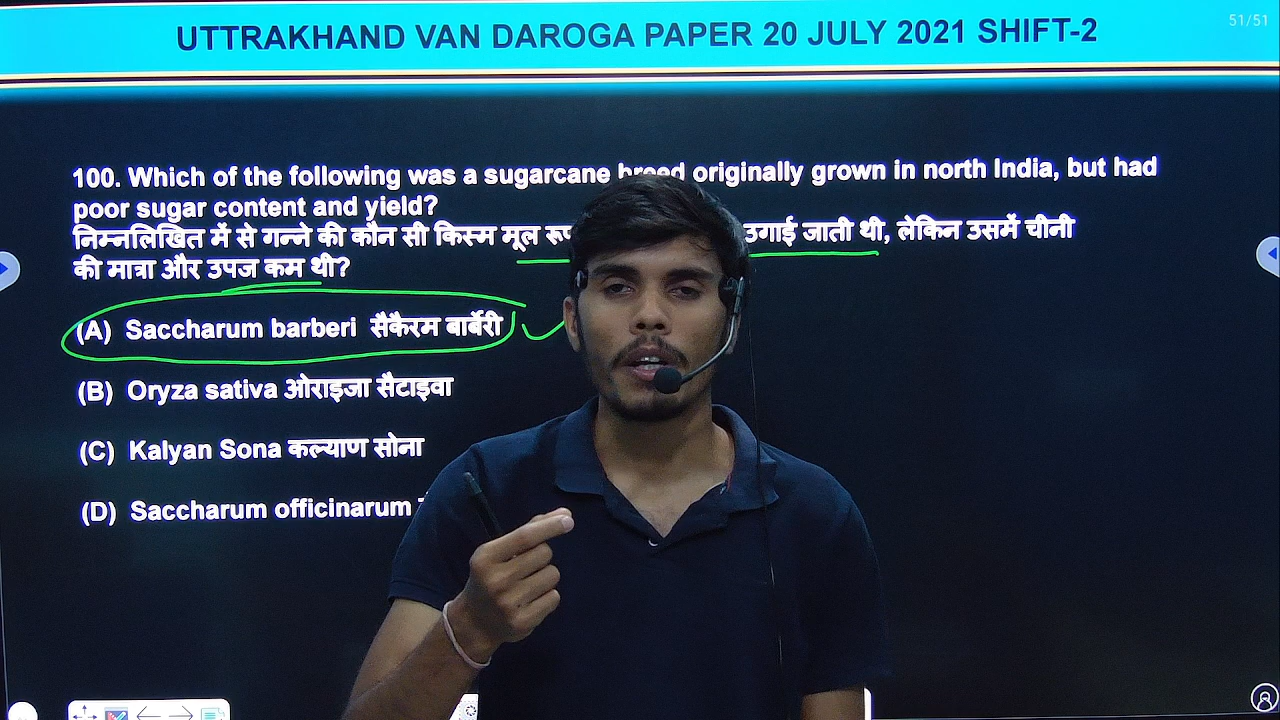 UTTRAKHAND VAN DAROGA PAPER 20 JULY 2021 SHIFT-2
51/51
100. Which of the following was a sugarcane breed originally grown in north India, but had
poor sugar content and yield?
निम्नलिखित में से गन्ने की कौन सी किस्म मूल उगाई जाती थी, लेकिन उसमें चीनी
की मात्रा और उपज कम थी?
(A) Saccharum barberi सैकैरम बार्बेरी
(B) Oryza sativa ओराइजा सैटाइवा
(C) Kalyan Sona कल्याण सोना
(D) Saccharum officinarum